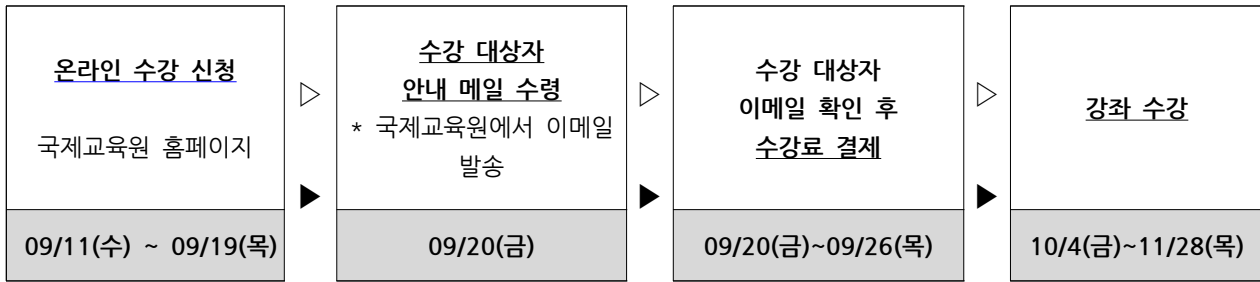 온라인 수강 신청
국제교육원 홈페이지
09/11(수) ~ 09/19(목)
▷
▶
수강 대상자
안내 메일 수령
* 국제교육원에서 이메일
발송
09/20(금)
▷
▶
수강 대상자
이메일 확인 후
수강료 결제
09/20(금)~09/26(목)
▷
▶
강좌 수강
10/4(금)~11/28(목)